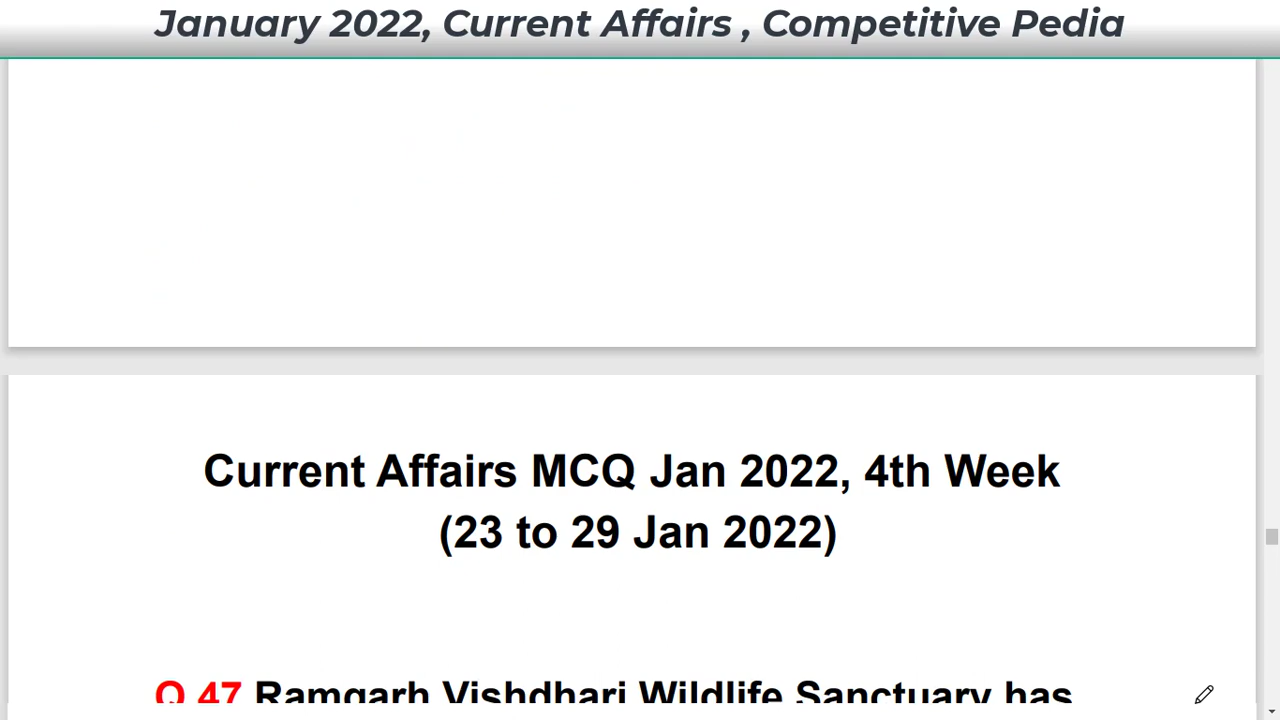 January 2022, Current Affairs , Competitive Pedia
Current Affairs MCQ Jan 2022, 4th Week
(23 to 29 Jan 2022)
Q 47 Ramgarh Vishdhari Wildlife Sanctuary has